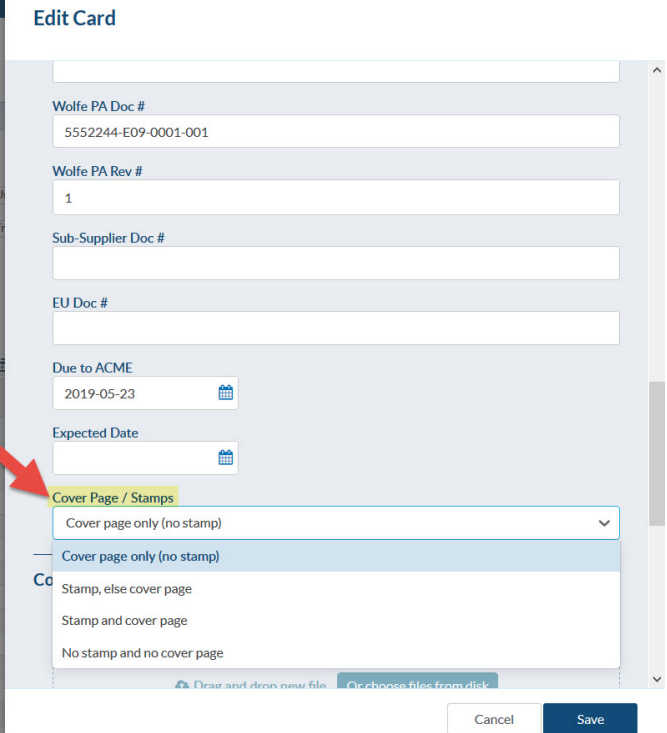 Edit Card
Wolfe PA Doc #
5552244-E09-0001-001
Wolfe PA Rev #
1
Sub-Supplier Doc #
EU Doc #
Due to ACME
2019-05-23
Expected Date
Cover Page / Stamps
Cover page only (no stamp)
Cover page only (no stamp)
Co
Stamp, else cover page
Stamp and cover page
No stamp and no cover page
Drag and drop new file Or choose files from disk
Cancel Save